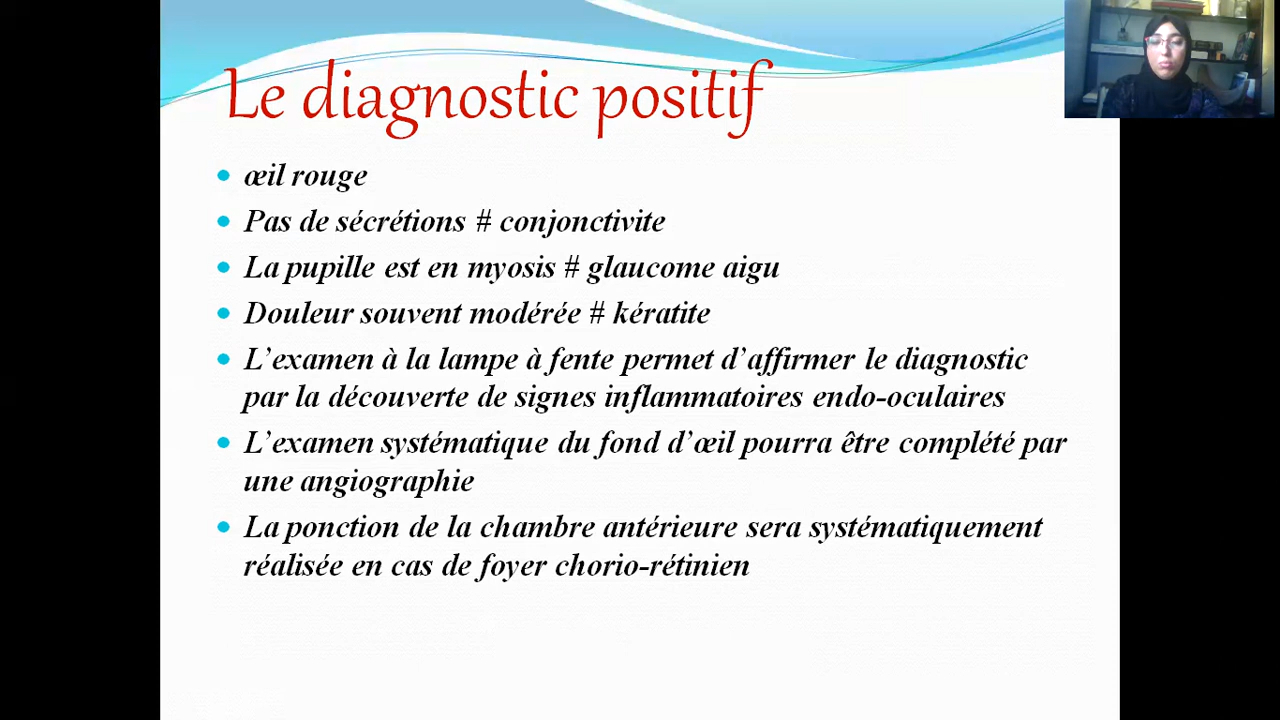 Le diagnostic positif
œil rouge
Pas de sécrétions # conjonctivite
La pupille est en myosis # glaucome aigu
Douleur souvent modérée # kératite
L’examen à la lampe à fente permet d’affirmer le diagnostic
par la découverte de signes inflammatoires endo-oculaires
L’examen systématique du fond d’œil pourra être complété par
une angiographie
La ponction de la chambre antérieure sera systématiquement
réalisée en cas de foyer chorio-rétinien